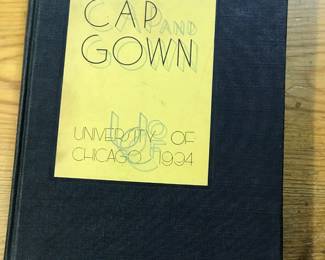 CAP AND
GOWN
UNIVERSITY OF
CHICAGO 1934